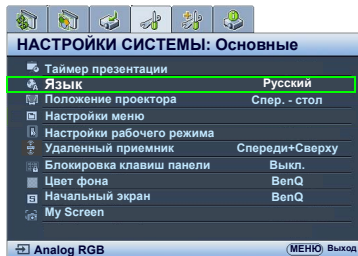 НАСТРОЙКИ СИСТЕМЫ: Основные
Таймер презентации
Язык Русский
Положение проектора Спер. - стол
Настройки меню
Настройки рабочего режима
Удаленный приемник Спереди+Сверху
Блокировка клавиш панели Выкл.
Цвет фона BenQ
Начальный экран BenQ
My Screen
Analog RGB МЕНЮ Выход